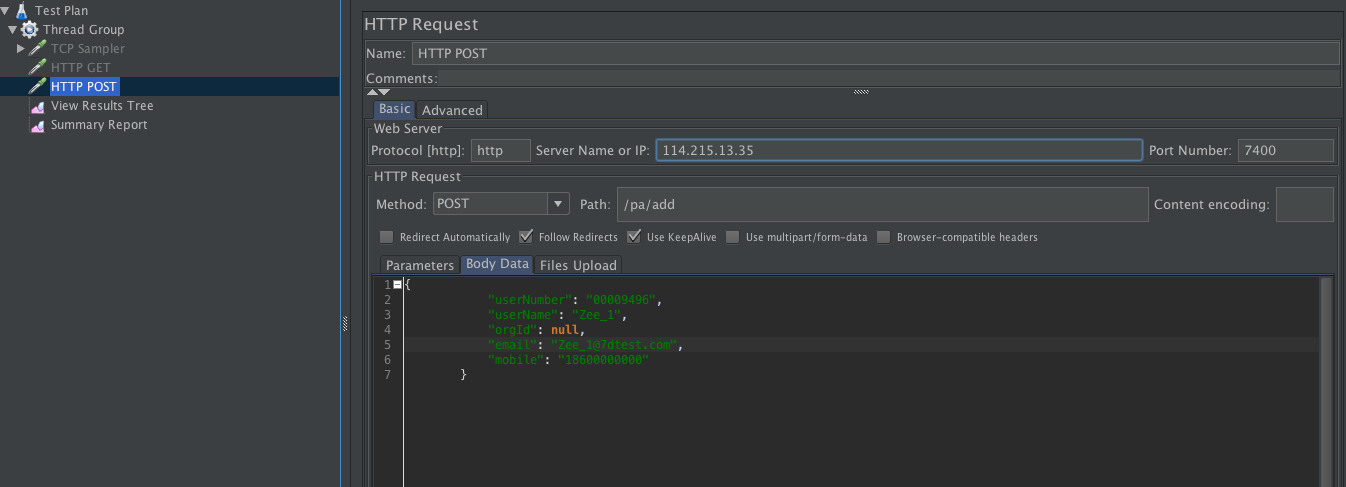 Test Plan
Thread Group
TCP Sampler
HTTP GET
HTTP POST
View Results Tree
Summary Report
HTTP Request
Name: HTTP POST
Comments:
Basic Advanced
Web Server
Protocol [http]: http Server Name or IP: 114.215.13.35 Port Number: 7400
HTTP Request
Method: POST Path: /pa/add Content encoding:
Redirect Automatically Follow Redirects Use KeepAlive Use multipart/form-data Browser-compatible headers
Parameters Body Data Files Upload
1 {
2 "userNumber": "00009496",
3 "userName": "Zee_1",
4 "orgId": null,
5 "email": "Zee_1@7dtest.com",
6 "mobile": "18600000000"
7 }